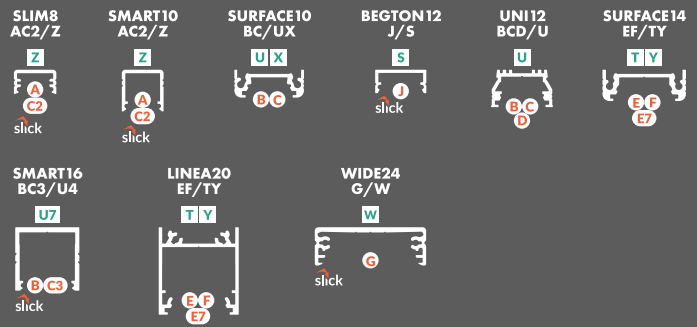 SLIM8
AC2/Z
Z
A
C2
slick
SMART10
AC2/Z
Z
A
C2
slick
SURFACE10
BC/UX
U X
B C
BEGTON12
J/S
S
J
slick
UNI12
BCD/U
U
B C
D
SURFACE14
EF/TY
T Y
E F
E7
SMART16
BC3/U4
U7
B C3
slick
LINEA20
EF/TY
T Y
E F
E7
WIDE24
G/W
W
G
slick